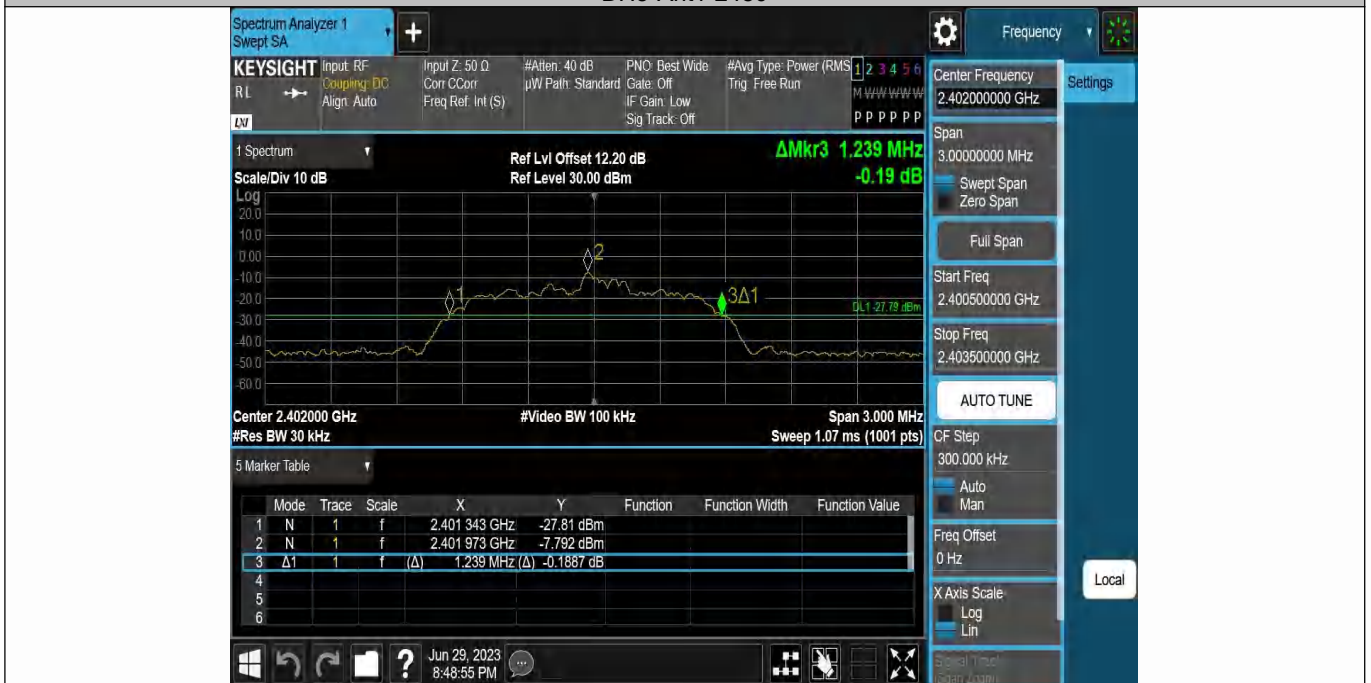 Spectrum Analyzer 1
Swept SA
+
Frequency
KEYSIGHT
RL
LXI
Input: RF
Coupling: DC
Align: Auto
Input Z: 50 Ω
Corr CCorr
Freq Ref: Int (S)
#Atten: 40 dB
µW Path: Standard
PNO: Best Wide
Gate: Off
IF Gain: Low
Sig Track: Off
#Avg Type: Power (RMS
Trig: Free Run
1 2 3 4 5 6
M W W W W W
P P P P P P
1 Spectrum
Scale/Div 10 dB
Ref Lvl Offset 12.20 dB
Ref Level 30.00 dBm
ΔMkr3 1.239 MHz
-0.19 dB
Log
20.0
10.0
0.00
-10.0
-20.0
-30.0
-40.0
-50.0
-60.0
1
2
3Δ1
DL1 -27.79 dBm
Center 2.402000 GHz
#Video BW 100 kHz
Span 3.000 MHz
#Res BW 30 kHz
Sweep 1.07 ms (1001 pts)
5 Marker Table
Mode Trace Scale X Y Function Function Width Function Value
1 N 1 f 2.401 343 GHz -27.81 dBm
2 N 1 f 2.401 973 GHz -7.792 dBm
3 Δ1 1 f (Δ) 1.239 MHz (Δ) -0.1887 dB
4
5
6
?
Jun 29, 2023
8:48:55 PM
Center Frequency
2.402000000 GHz
Settings
Span
3.00000000 MHz
Swept Span
Zero Span
Full Span
Start Freq
2.400500000 GHz
Stop Freq
2.403500000 GHz
AUTO TUNE
CF Step
300.000 kHz
Auto
Man
Freq Offset
0 Hz
Local
X Axis Scale
Log
Lin